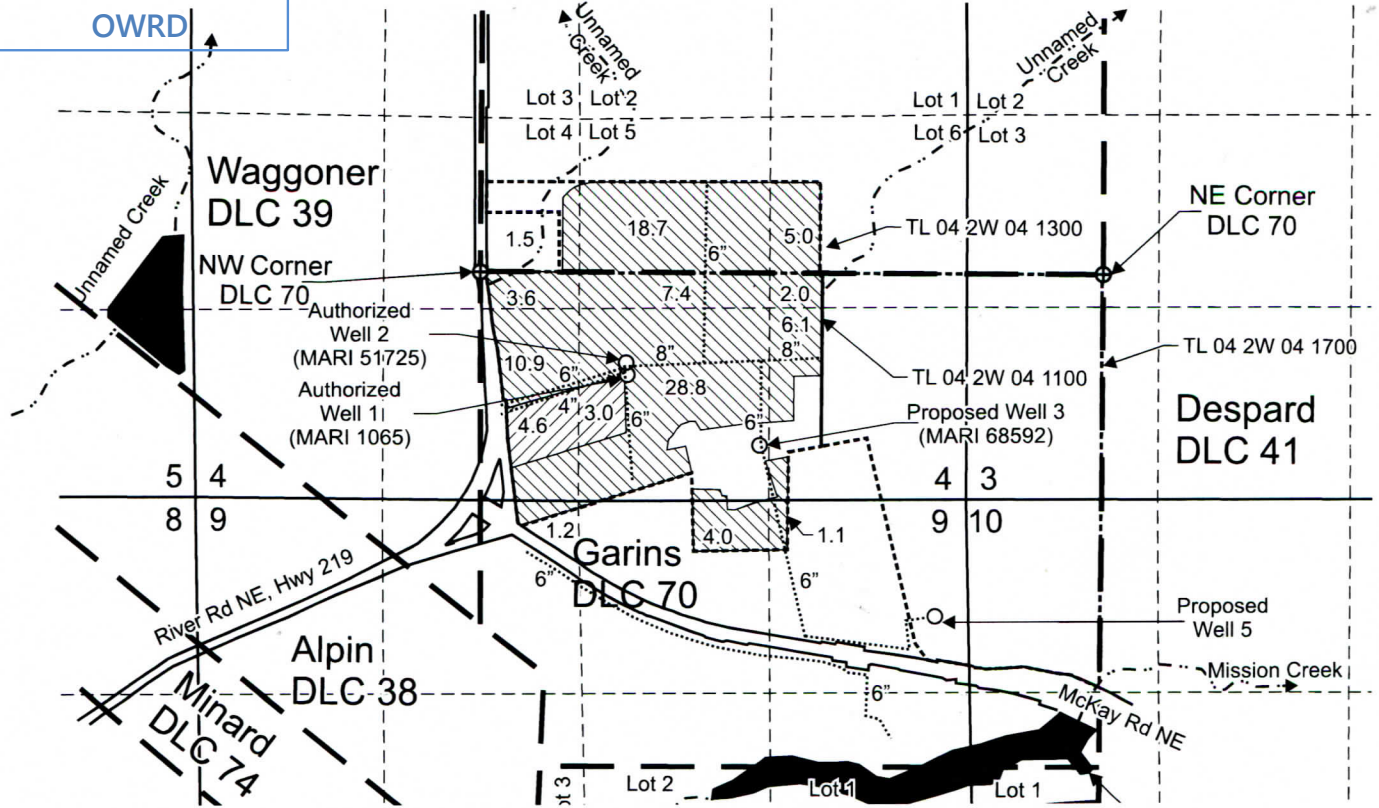 OWRD
Unnamed
Creek
Unnamed
Creek
Lot 3
Lot 2
Lot 4
Lot 5
Lot 1
Lot 2
Lot 6
Lot 3
Waggoner
DLC 39
Unnamed Creek
NW Corner
DLC 70
NE Corner
DLC 70
TL 04 2W 04 1300
1.5
18.7
6"
5.0
3.6
7.4
2.0
6.1
Authorized
Well 2
(MARI 51725)
10.9
6"
8"
8"
TL 04 2W 04 1700
TL 04 2W 04 1100
Authorized
Well 1
(MARI 1065)
4"
4.6
3.0
6"
28.8
6"
Proposed Well 3
(MARI 68592)
Despard
DLC 41
5 4
8 9
4 3
9 10
1.2
4.0
1.1
Garins
DLC 70
6"
6"
River Rd NE, Hwy 219
Alpin
DLC 38
Minard
DLC 74
Proposed
Well 5
Mission Creek
McKay Rd NE
6"
Lot 2
Lot 1
Lot 1